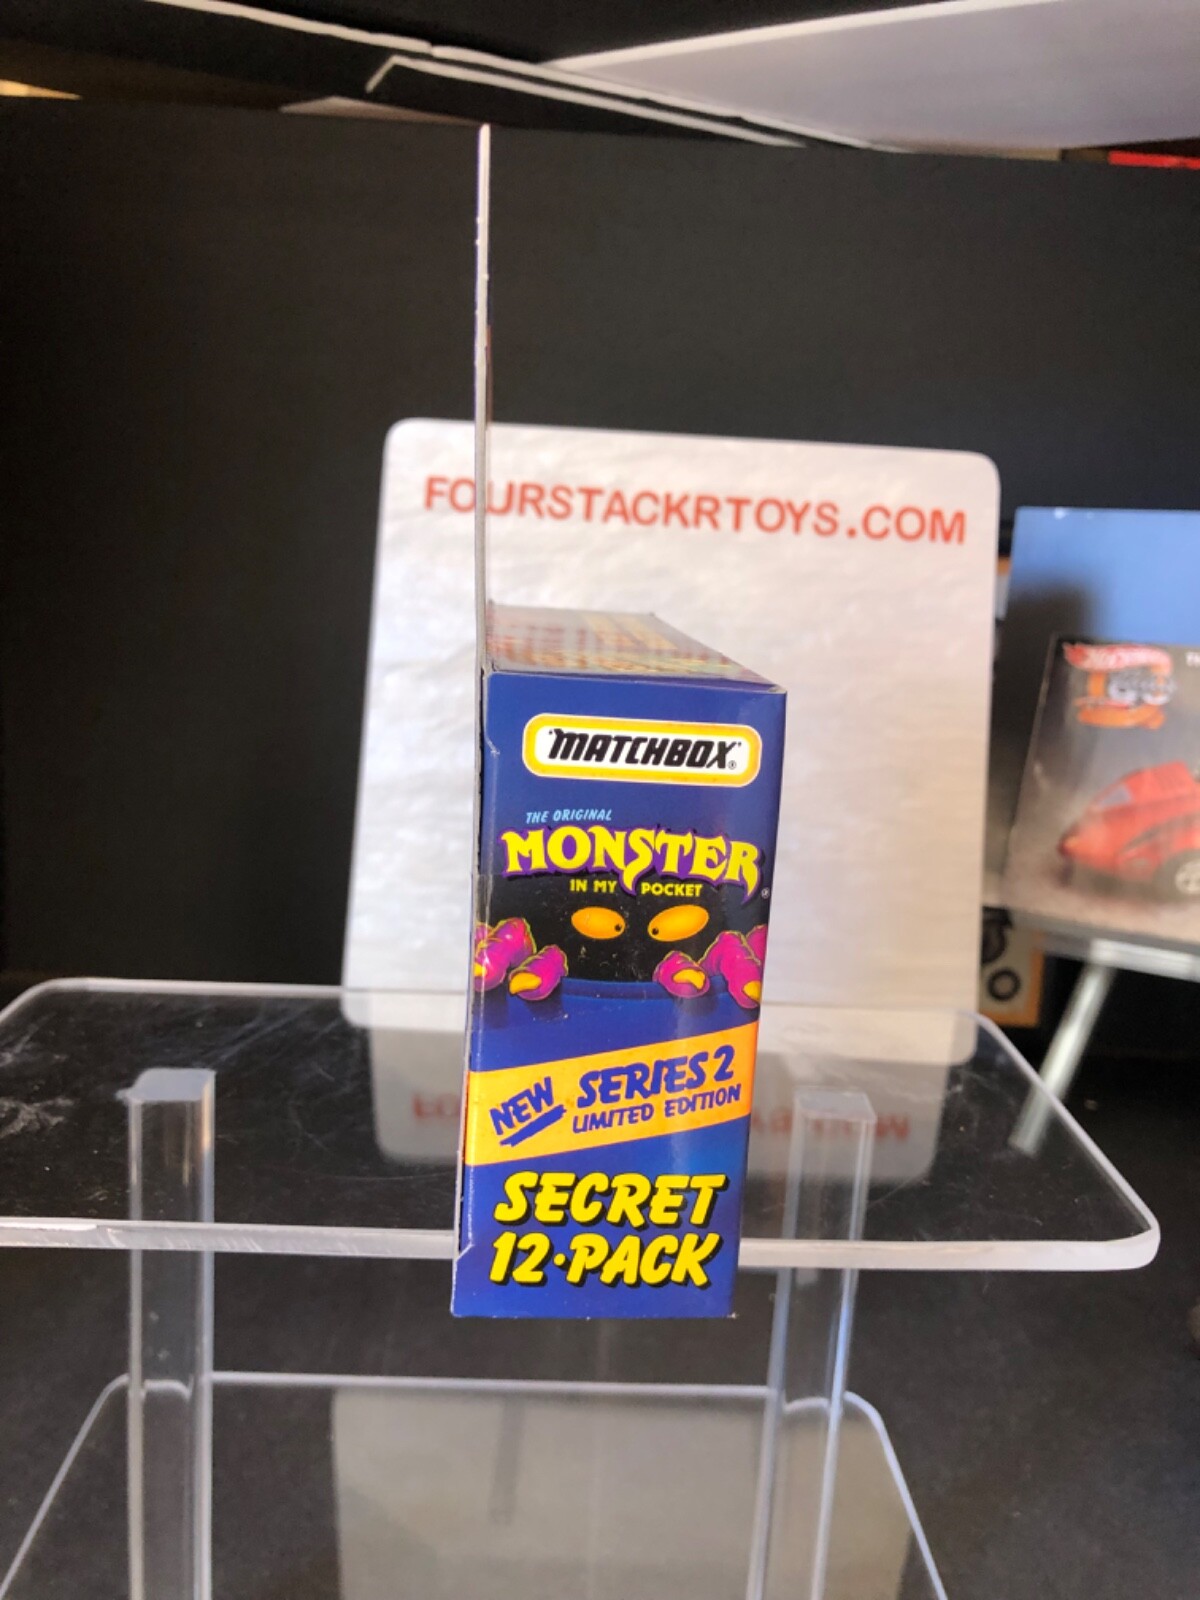 FOURSTACKRTOYS.COM
"MATCHBOX"®
THE ORIGINAL
MONSTER
IN MY POCKET®
NEW SERIES 2
LIMITED EDITION
SECRET
12·PACK